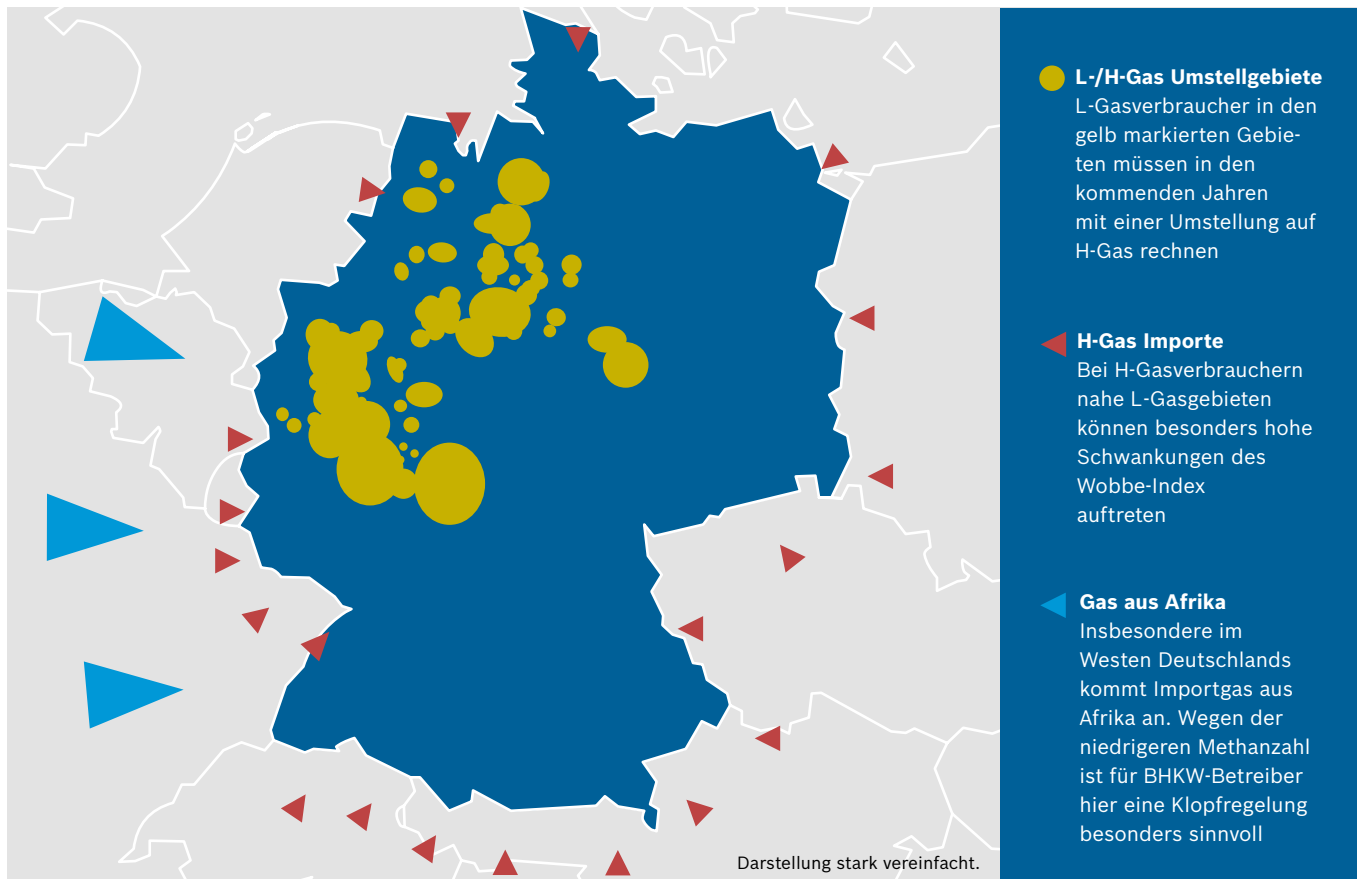 L-/H-Gas Umstellgebiete
L-Gasverbraucher in den
gelb markierten Gebie-
ten müssen in den
kommenden Jahren
mit einer Umstellung auf
H-Gas rechnen
H-Gas Importe
Bei H-Gasverbrauchern
nahe L-Gasgebieten
können besonders hohe
Schwankungen des
Wobbe-Index
auftreten
Gas aus Afrika
Insbesondere im
Westen Deutschlands
kommt Importgas aus
Afrika an. Wegen der
niedrigeren Methanzahl
ist für BHKW-Betreiber
hier eine Klopfregelung
besonders sinnvoll
Darstellung stark vereinfacht.